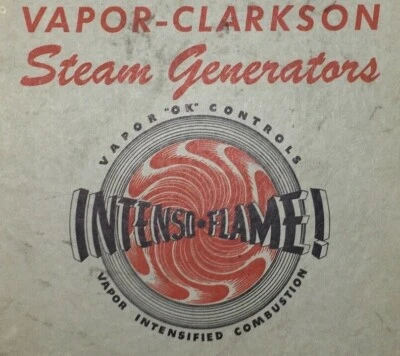 VAPOR-CLARKSON
Steam Generators
VAPOR "OK" CONTROLS
INTENSO•FLAME!
VAPOR INTENSIFIED COMBUSTION